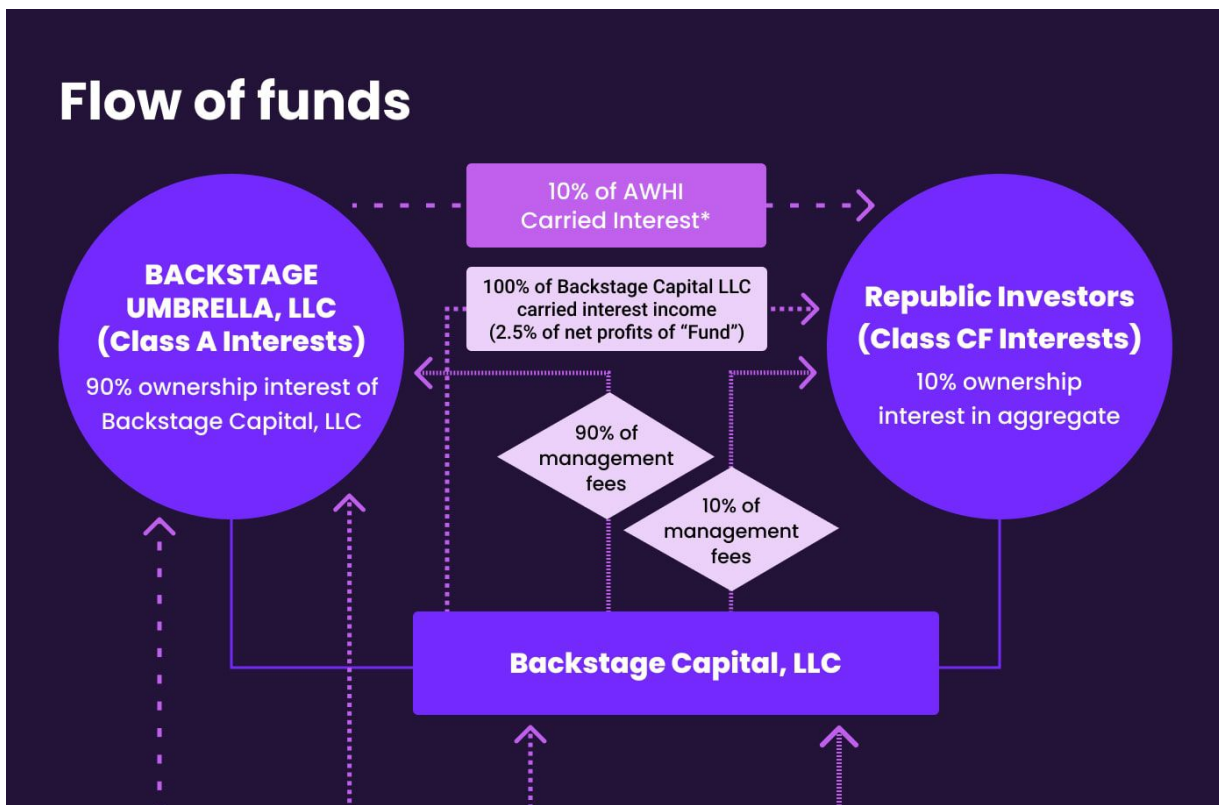 Flow of funds
10% of AWHI
Carried Interest*
BACKSTAGE
UMBRELLA, LLC
(Class A Interests)
90% ownership interest of
Backstage Capital, LLC
100% of Backstage Capital LLC
carried interest income
(2.5% of net profits of “Fund”)
Republic Investors
(Class CF Interests)
10% ownership
interest in aggregate
90% of
management
fees
10% of
management
fees
Backstage Capital, LLC